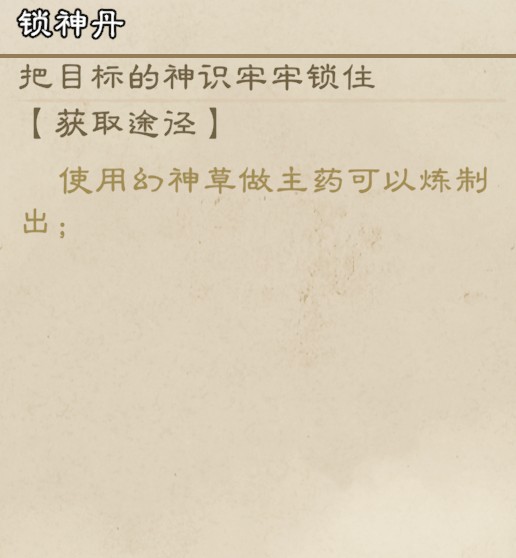 锁神丹
把目标的神识牢牢锁住
【获取途径】
使用幻神草做主药可以炼制
出；